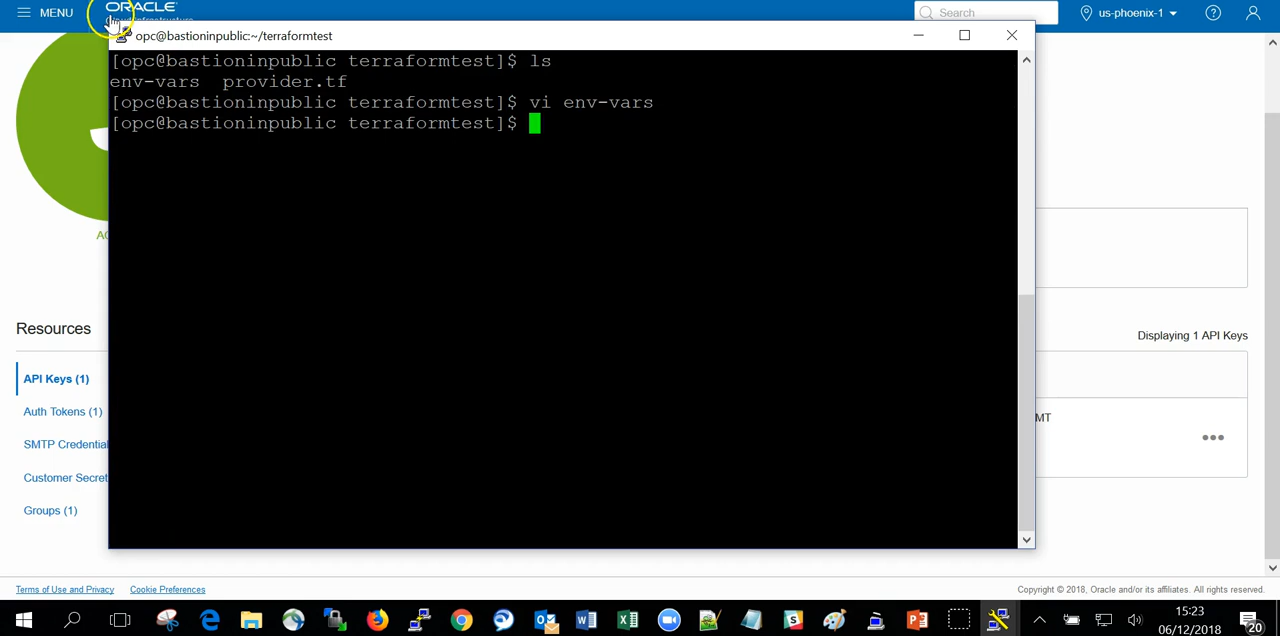 MENU
ORACLE
Search
us-phoenix-1
opc@bastioninpublic:~/terraformtest
[opc@bastioninpublic terraformtest]$ ls
env-vars provider.tf
[opc@bastioninpublic terraformtest]$ vi env-vars
[opc@bastioninpublic terraformtest]$
Resources
Displaying 1 API Keys
API Keys (1)
Auth Tokens (1)
MT
SMTP Credential
Customer Secret
Groups (1)
Terms of Use and Privacy
Cookie Preferences
Copyright © 2018, Oracle and/or its affiliates. All rights reserved.
15:23
06/12/2018
20